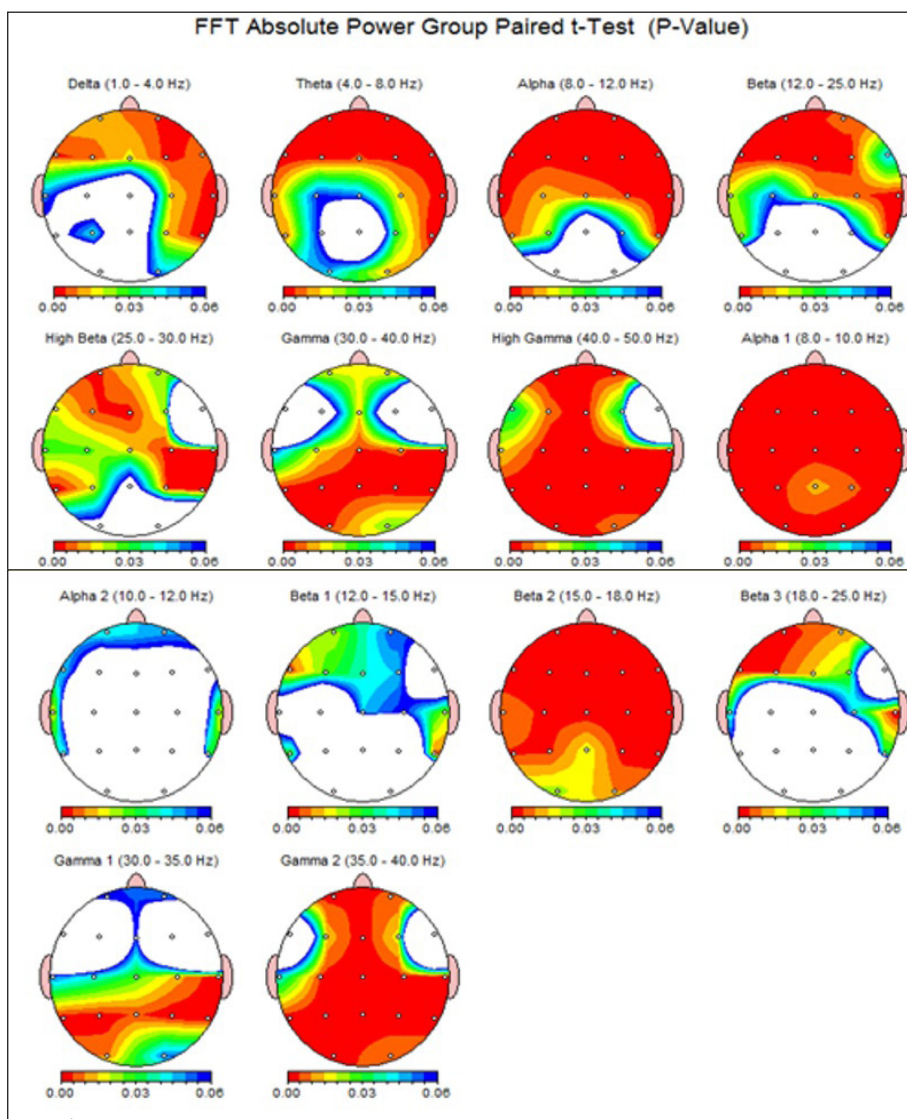 FFT Absolute Power Group Paired t-Test (P-Value)
Delta (1.0 - 4.0 Hz) Theta (4.0 - 8.0 Hz) Alpha (8.0 - 12.0 Hz) Beta (12.0 - 25.0 Hz)
0.00 0.03 0.06 0.00 0.03 0.06 0.00 0.03 0.06 0.00 0.03 0.06
High Beta (25.0 - 30.0 Hz) Gamma (30.0 - 40.0 Hz) High Gamma (40.0 - 50.0 Hz) Alpha 1 (8.0 - 10.0 Hz)
0.00 0.03 0.06 0.00 0.03 0.06 0.00 0.03 0.06 0.00 0.03 0.06
Alpha 2 (10.0 - 12.0 Hz) Beta 1 (12.0 - 15.0 Hz) Beta 2 (15.0 - 18.0 Hz) Beta 3 (18.0 - 25.0 Hz)
0.00 0.03 0.06 0.00 0.03 0.06 0.00 0.03 0.06 0.00 0.03 0.06
Gamma 1 (30.0 - 35.0 Hz) Gamma 2 (35.0 - 40.0 Hz)
0.00 0.03 0.06 0.00 0.03 0.06